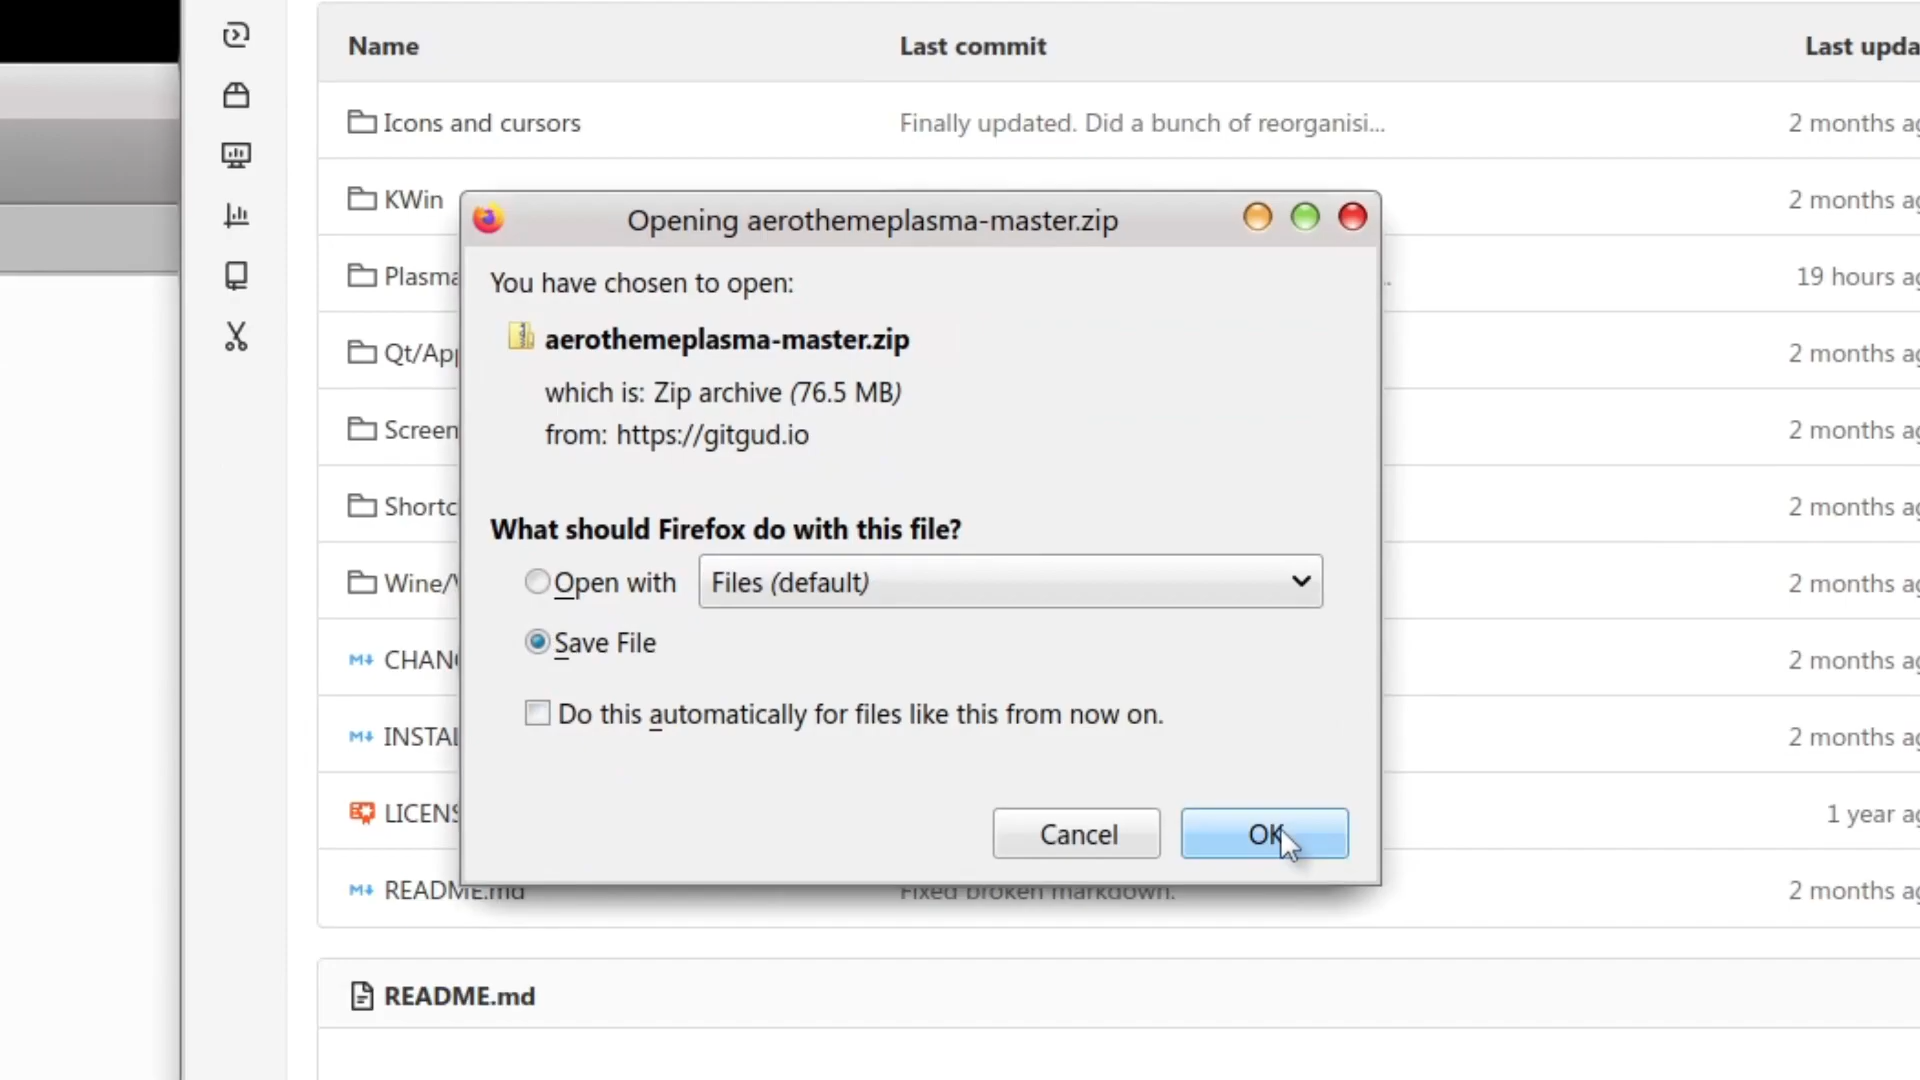 Name Last commit Last upda
Icons and cursors Finally updated. Did a bunch of reorganisi... 2 months ag
KWin 2 months ag
Plasma 19 hours ag
Qt/App 2 months ag
Screen 2 months ag
Shortc 2 months ag
Wine/ 2 months ag
CHANG 2 months ag
INSTAL 2 months ag
LICENS 1 year ag
README.md Fixed broken markdown. 2 months ag
README.md
Opening aerothemeplasma-master.zip
You have chosen to open:
aerothemeplasma-master.zip
which is: Zip archive (76.5 MB)
from: https://gitgud.io
What should Firefox do with this file?
Open with Files (default)
Save File
Do this automatically for files like this from now on.
Cancel OK